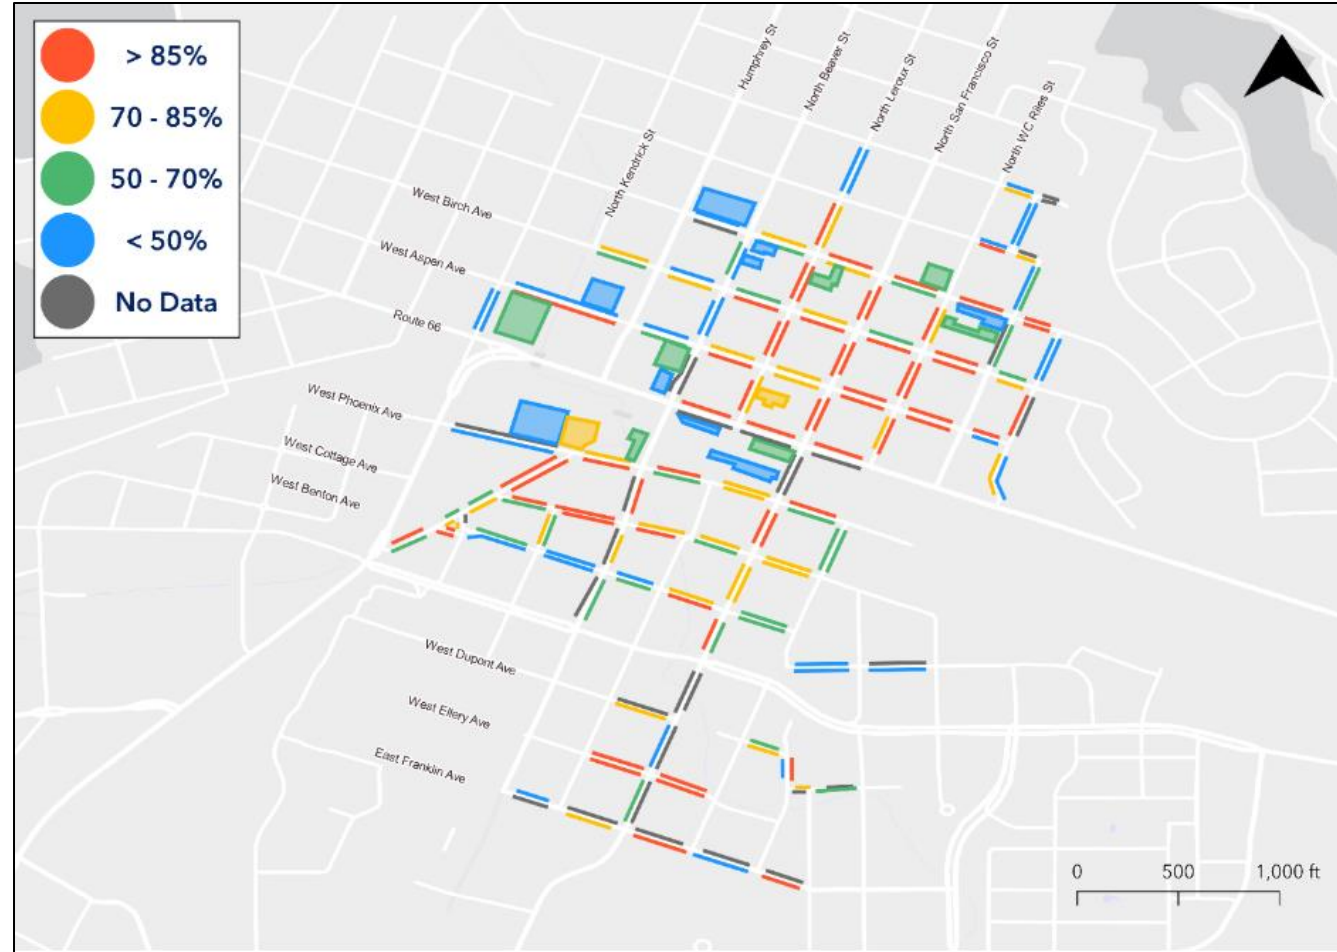 > 85%
70 - 85%
50 - 70%
< 50%
No Data
Humphrey St
North Beaver St
North Leroux St
North San Francisco St
North WC Riles St
North Kendrick St
West Birch Ave
West Aspen Ave
Route 66
West Phoenix Ave
West Cottage Ave
West Benton Ave
West Dupont Ave
West Ellery Ave
East Franklin Ave
0 500 1,000 ft